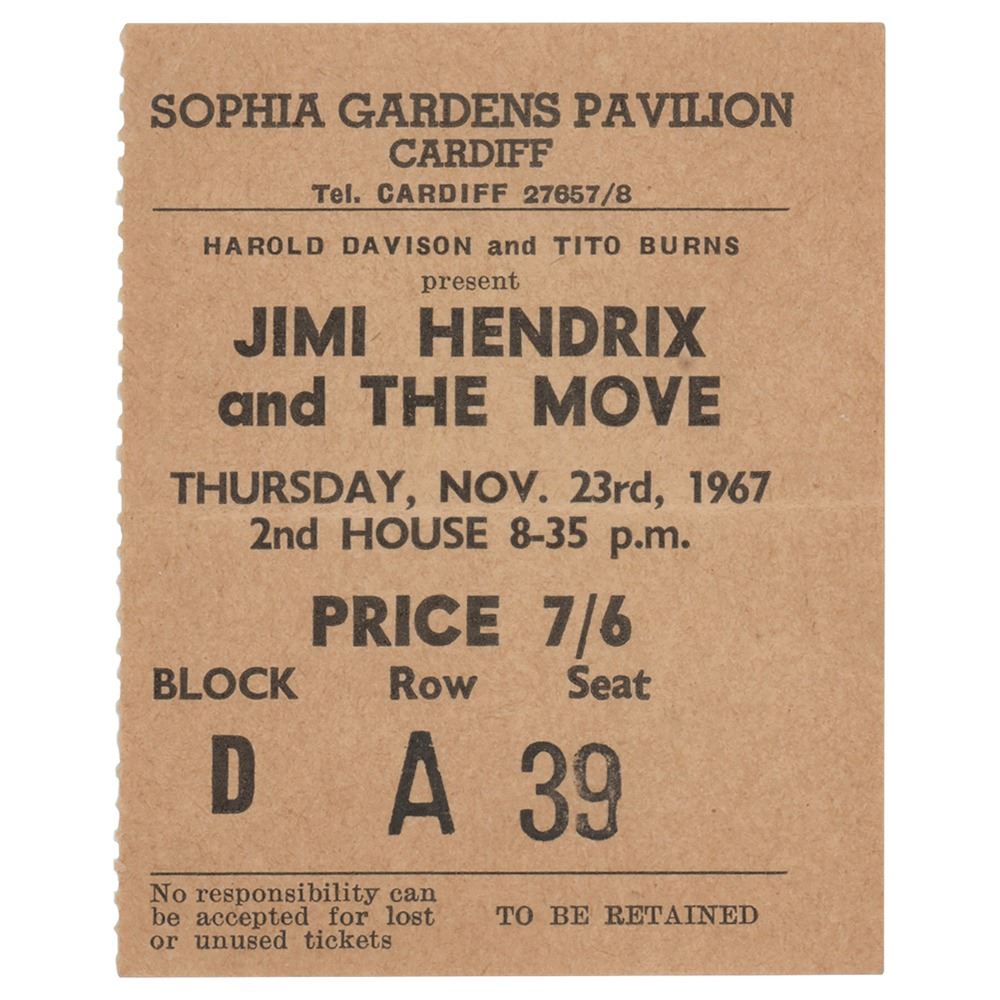 SOPHIA GARDENS PAVILION
CARDIFF
Tel. CARDIFF 27657/8
HAROLD DAVISON and TITO BURNS
present
JIMI HENDRIX
and THE MOVE
THURSDAY, NOV. 23rd, 1967
2nd HOUSE 8-35 p.m.
PRICE 7/6
BLOCK Row Seat
D A 39
No responsibility can
be accepted for lost
or unused tickets
TO BE RETAINED